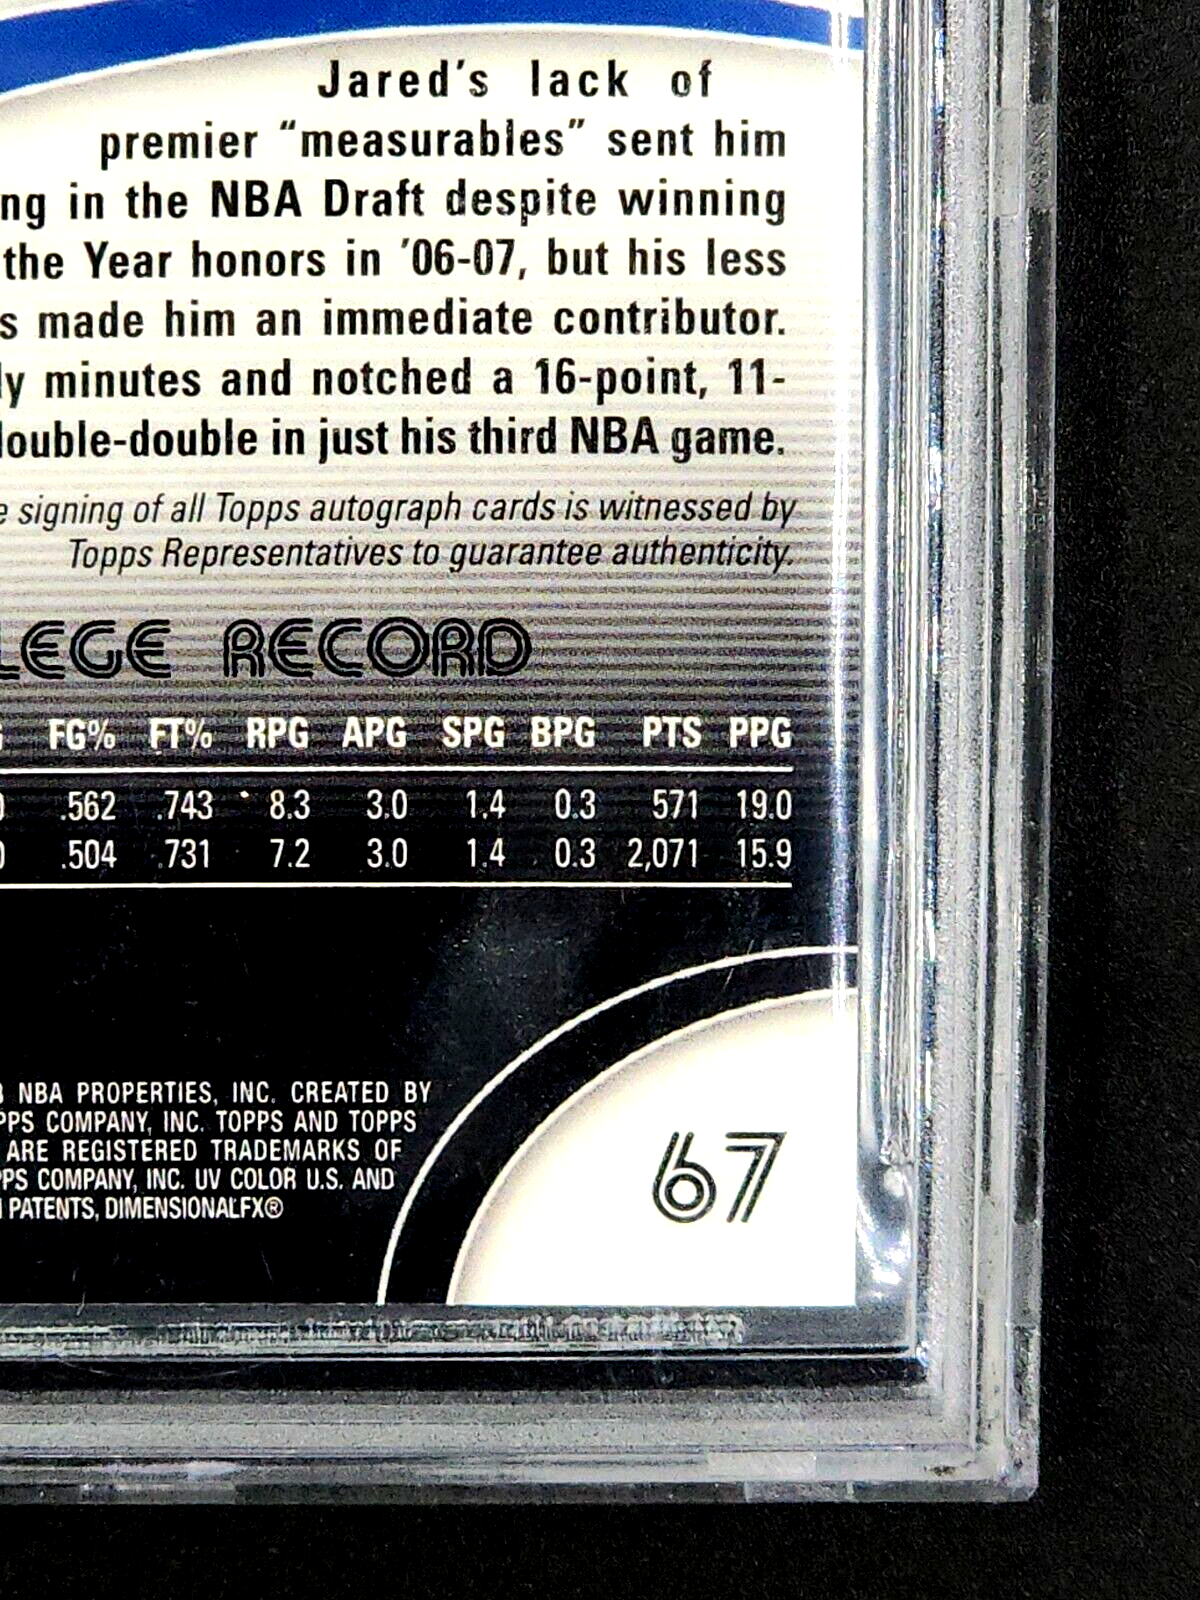 Jared's lack of
premier “measurables” sent him
ng in the NBA Draft despite winning
the Year honors in '06-07, but his less
s made him an immediate contributor.
ly minutes and notched a 16-point, 11-
double-double in just his third NBA game.
e signing of all Topps autograph cards is witnessed by
Topps Representatives to guarantee authenticity.
LEGE RECORD
G FG% FT% RPG APG SPG BPG PTS PPG
0 .562 .743 8.3 3.0 1.4 0.3 571 19.0
0 .504 .731 7.2 3.0 1.4 0.3 2,071 15.9
8 NBA PROPERTIES, INC. CREATED BY
PPS COMPANY, INC. TOPPS AND TOPPS
ARE REGISTERED TRADEMARKS OF
PPS COMPANY, INC. UV COLOR U.S. AND
N PATENTS, DIMENSIONALFX®
67